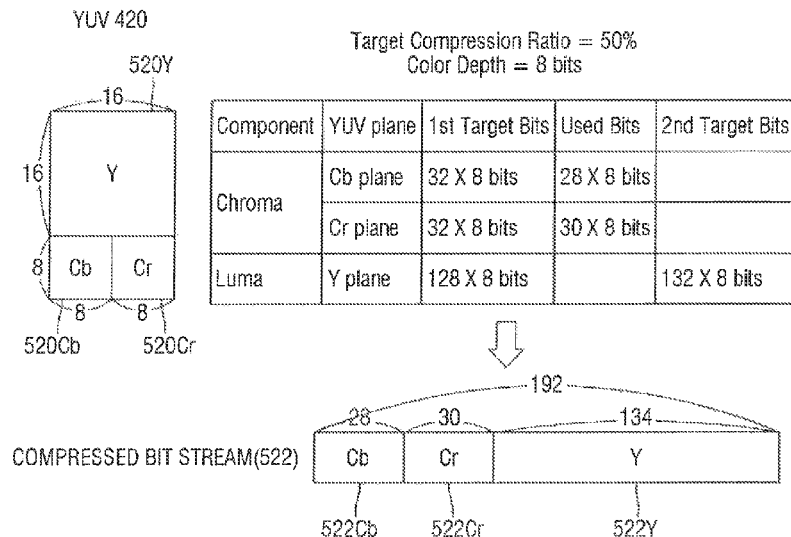 YUV 420
Target Compression Ratio = 50%
Color Depth = 8 bits
520Y
16
16
Y
8
Cb
Cr
8
8
520Cb
520Cr
Component YUV plane 1st Target Bits Used Bits 2nd Target Bits
Chroma
Cb plane 32 X 8 bits 28 X 8 bits
Cr plane 32 X 8 bits 30 X 8 bits
Luma Y plane 128 X 8 bits 132 X 8 bits
192
28
30
134
COMPRESSED BIT STREAM(522)
Cb
Cr
Y
522Cb
522Cr
522Y